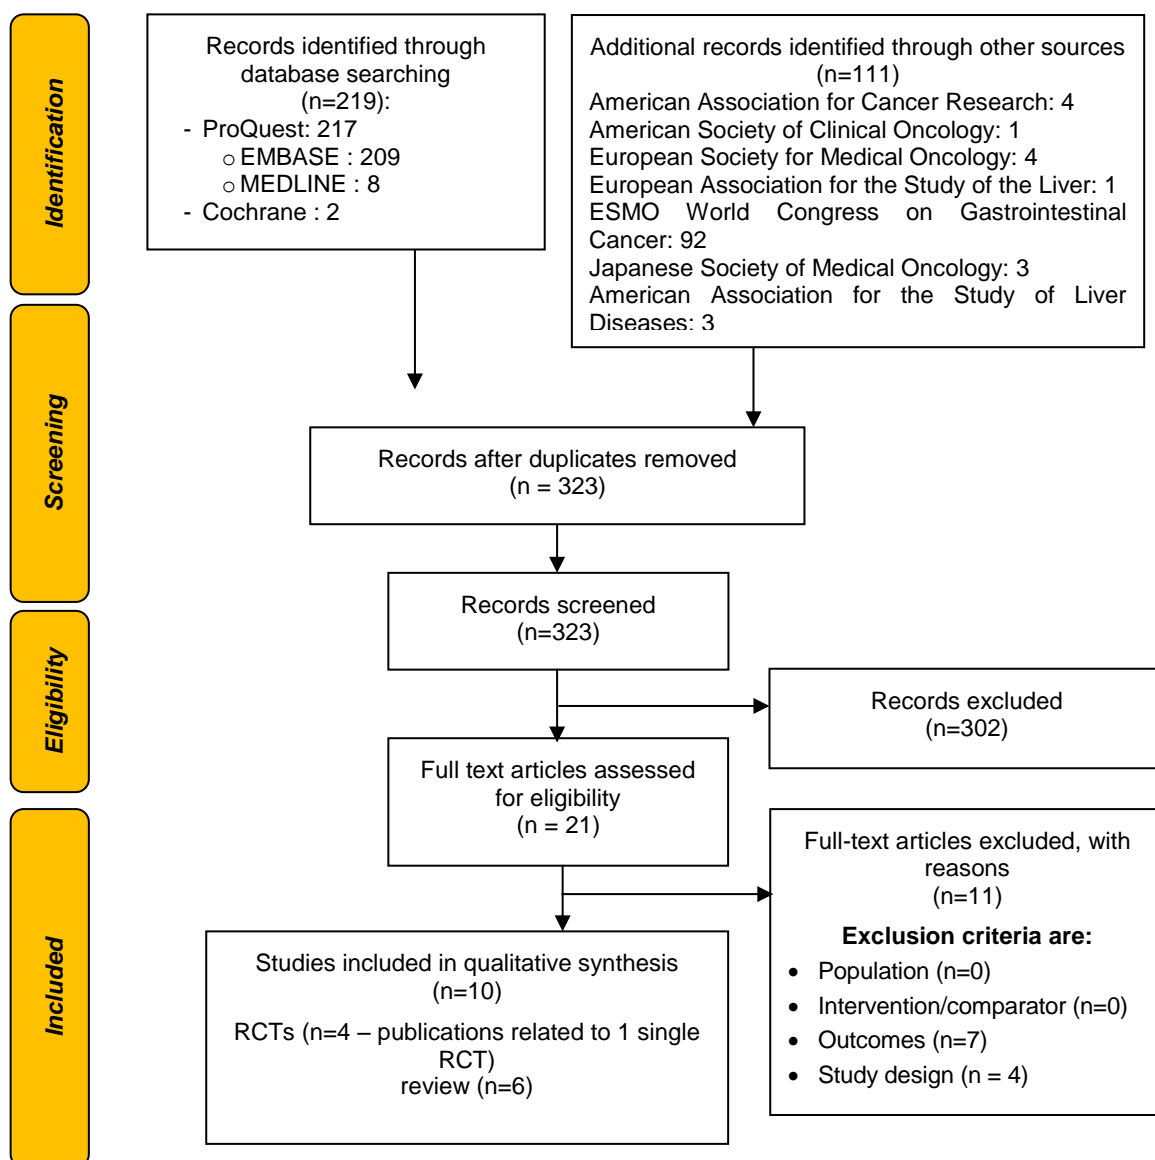 Identification
Records identified through
database searching
(n=219):
- ProQuest: 217
o EMBASE : 209
o MEDLINE : 8
- Cochrane : 2
Additional records identified through other sources
(n=111)
American Association for Cancer Research: 4
American Society of Clinical Oncology: 1
European Society for Medical Oncology: 4
European Association for the Study of the Liver: 1
ESMO World Congress on Gastrointestinal
Cancer: 92
Japanese Society of Medical Oncology: 3
American Association for the Study of Liver
Diseases: 3
Screening
Records after duplicates removed
(n = 323)
Records screened
(n=323)
Eligibility
Records excluded
(n=302)
Full text articles assessed
for eligibility
(n = 21)
Included
Full-text articles excluded, with
reasons
(n=11)
Exclusion criteria are:
• Population (n=0)
• Intervention/comparator (n=0)
• Outcomes (n=7)
• Study design (n = 4)
Studies included in qualitative synthesis
(n=10)
RCTs (n=4 – publications related to 1 single
RCT)
review (n=6)